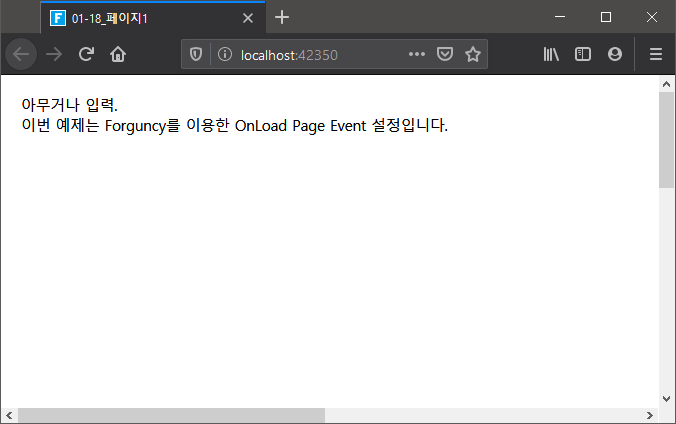 F 01-18_페이지1
localhost:42350
아무거나 입력.
이번 예제는 Forguncy를 이용한 OnLoad Page Event 설정입니다.